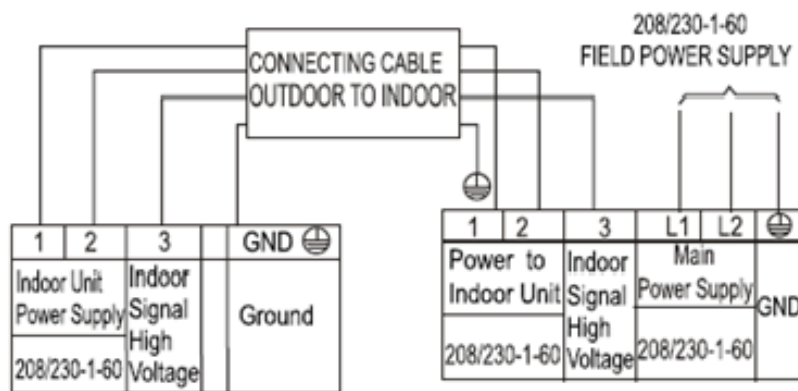 208/230-1-60
FIELD POWER SUPPLY
CONNECTING CABLE
OUTDOOR TO INDOOR
1 2 3 GND
Indoor Unit
Power Supply
208/230-1-60
Indoor
Signal
High
Voltage
Ground
1 2 3 L1 L2
Power to
Indoor Unit
208/230-1-60
Indoor
Signal
High
Voltage
Main
Power Supply
208/230-1-60
GND